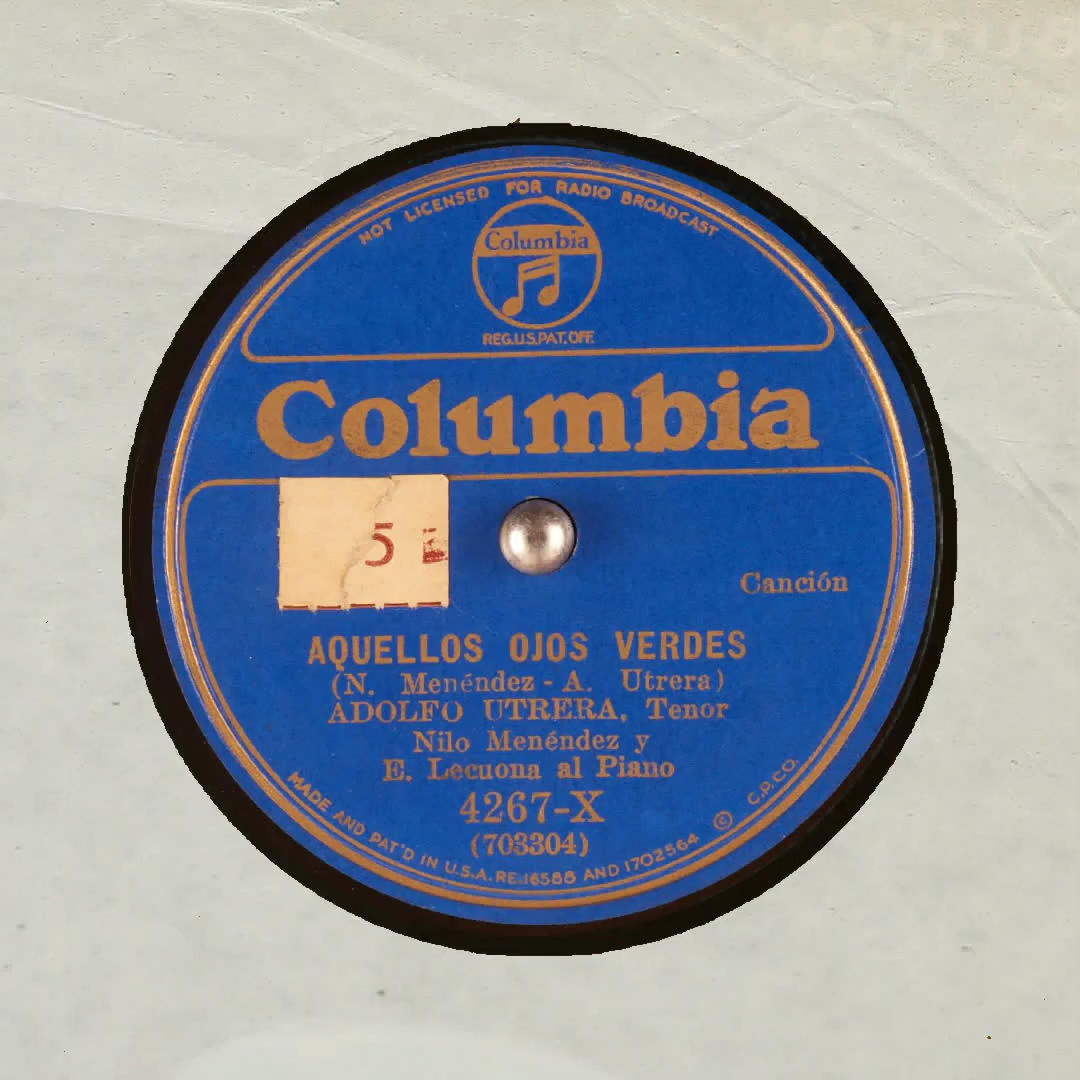 NOT LICENSED FOR RADIO BROADCAST
Columbia
REG.U.S.PAT.OFF.
Columbia
5
Canción
AQUELLOS OJOS VERDES
(N. Menéndez - A. Utrera)
ADOLFO UTRERA, Tenor
Nilo Menéndez y
E. Lecuona al Piano
4267-X
(703304)
MADE AND PAT'D IN U.S.A. RE.16588 AND 1702564 © C.P.CO.